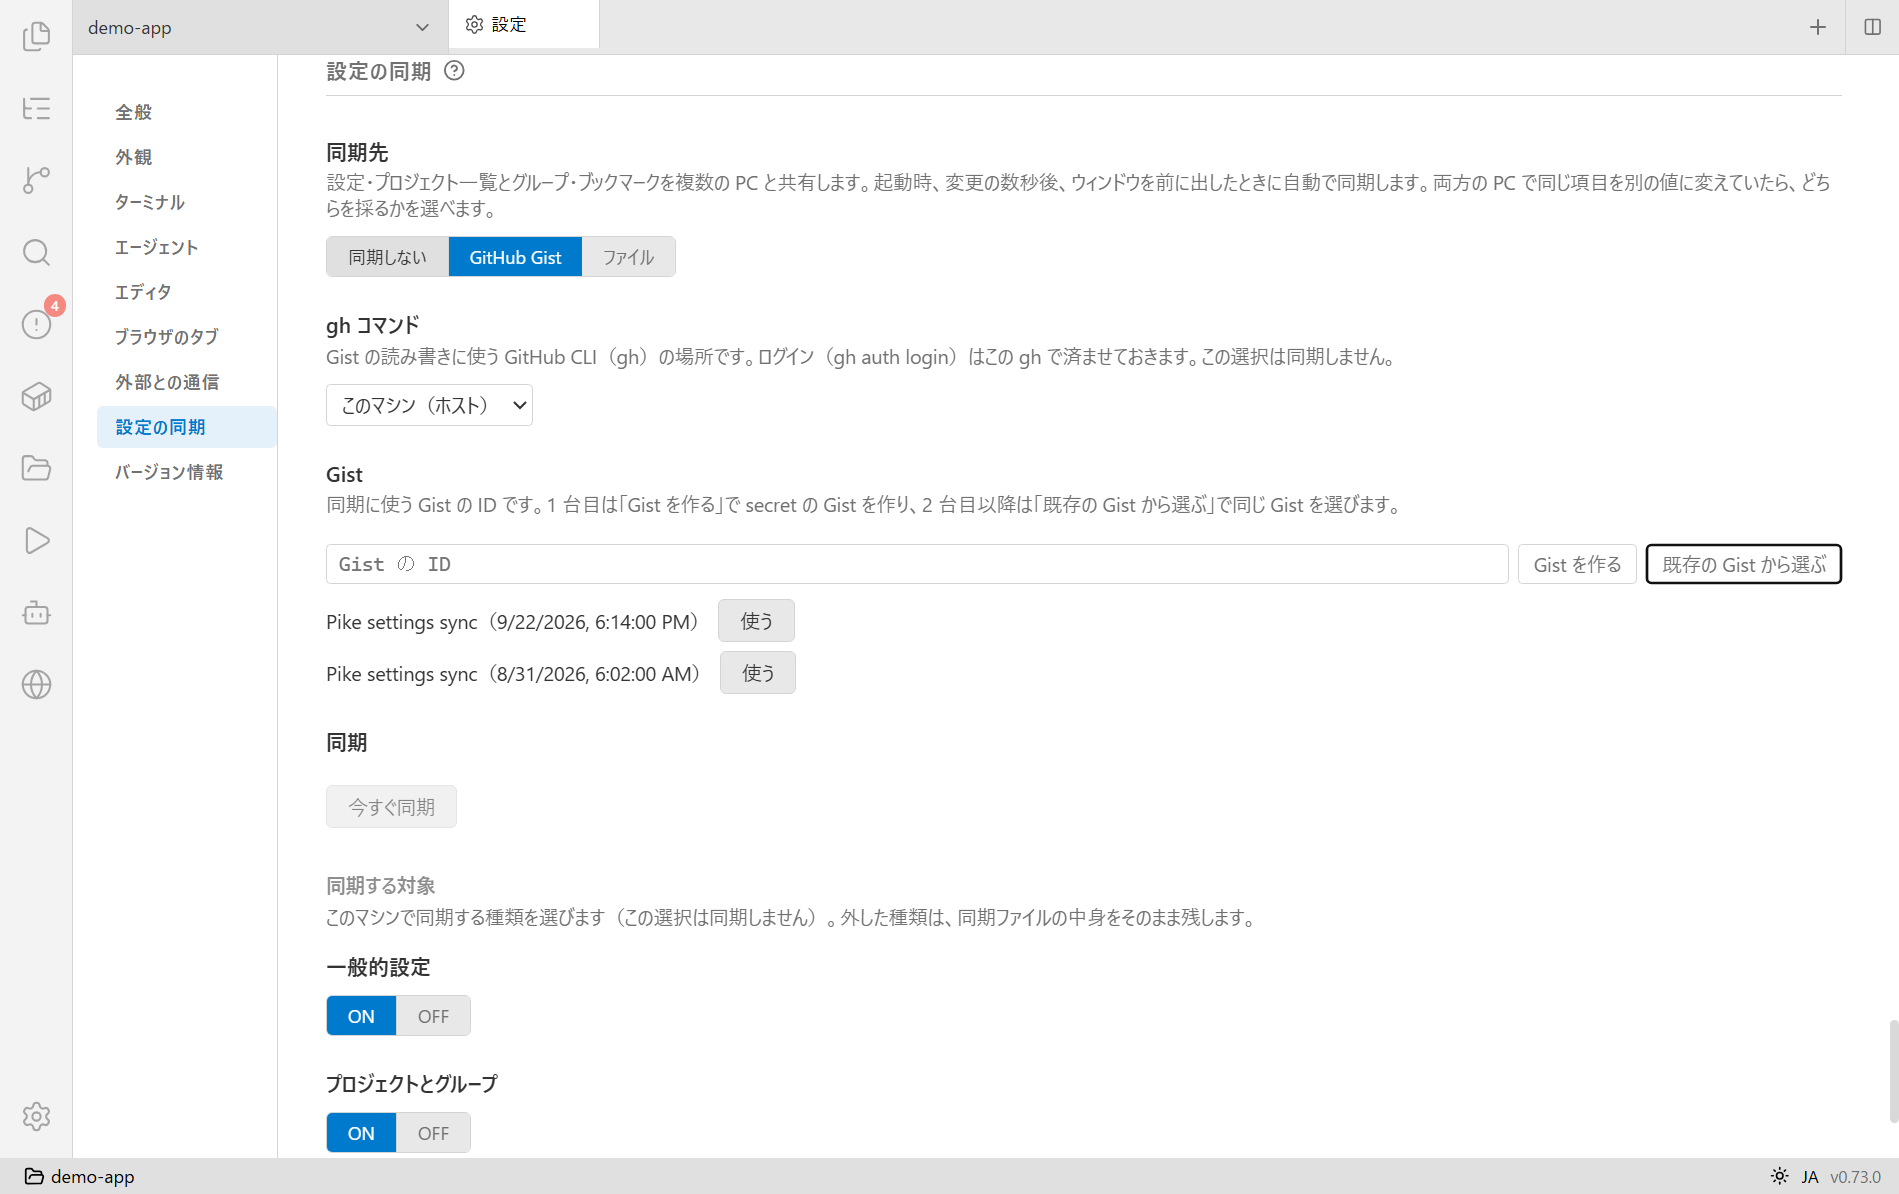 demo-app
設定
4
全般
外観
ターミナル
エージェント
エディタ
ブラウザのタブ
外部との通信
設定の同期
バージョン情報
設定の同期
同期先
設定・プロジェクト一覧とグループ・ブックマークを複数の PC と共有します。起動時、変更の数秒後、ウィンドウを前に出したときに自動で同期します。両方の PC で同じ項目を別の値に変えていたら、どち
らを採るかを選べます。
同期しない GitHub Gist ファイル
gh コマンド
Gist の読み書きに使う GitHub CLI（gh）の場所です。ログイン（gh auth login）はこの gh で済ませておきます。この選択は同期しません。
このマシン（ホスト）
Gist
同期に使う Gist の ID です。1 台目は「Gist を作る」で secret の Gist を作り、2 台目以降は「既存の Gist から選ぶ」で同じ Gist を選びます。
Gist の ID Gist を作る 既存の Gist から選ぶ
Pike settings sync（9/22/2026, 6:14:00 PM） 使う
Pike settings sync（8/31/2026, 6:02:00 AM） 使う
同期
今すぐ同期
同期する対象
このマシンで同期する種類を選びます（この選択は同期しません）。外した種類は、同期ファイルの中身をそのまま残します。
一般的設定
ON OFF
プロジェクトとグループ
ON OFF
demo-app
JA v0.73.0